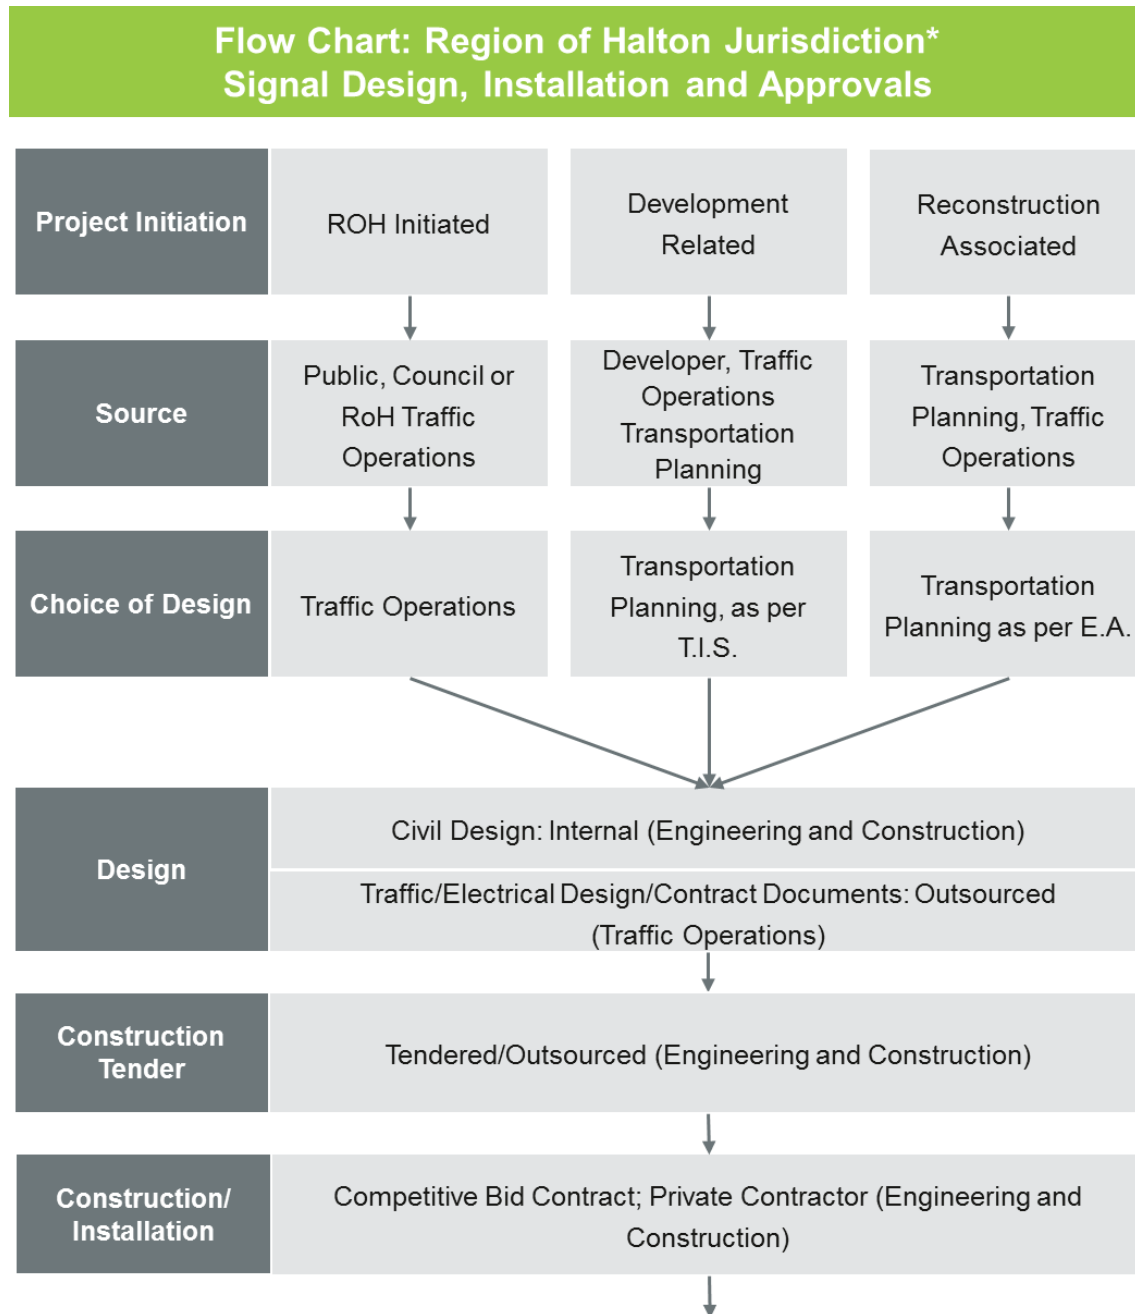 Flow Chart: Region of Halton Jurisdiction*
Signal Design, Installation and Approvals
Project Initiation
ROH Initiated
Development
Related
Reconstruction
Associated
Source
Public, Council or
RoH Traffic
Operations
Developer, Traffic
Operations
Transportation
Planning
Transportation
Planning, Traffic
Operations
Choice of Design
Traffic Operations
Transportation
Planning, as per
T.I.S.
Transportation
Planning as per E.A.
Design
Civil Design: Internal (Engineering and Construction)
Traffic/Electrical Design/Contract Documents: Outsourced
(Traffic Operations)
Construction
Tender
Tendered/Outsourced (Engineering and Construction)
Construction/
Installation
Competitive Bid Contract; Private Contractor (Engineering and
Construction)